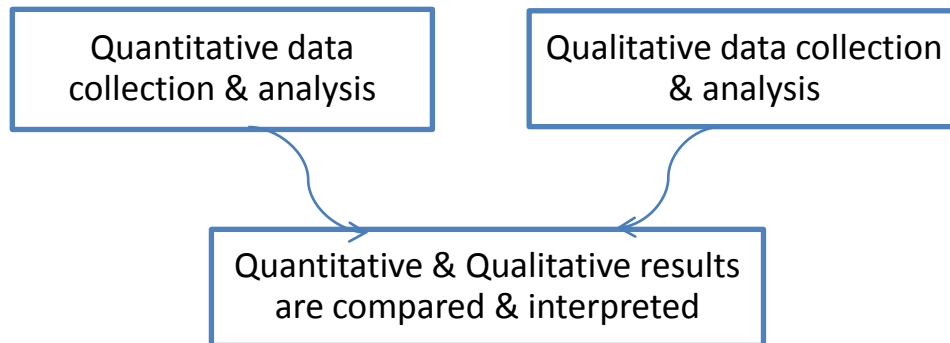 Quantitative data
collection & analysis
Qualitative data collection
& analysis
Quantitative & Qualitative results
are compared & interpreted